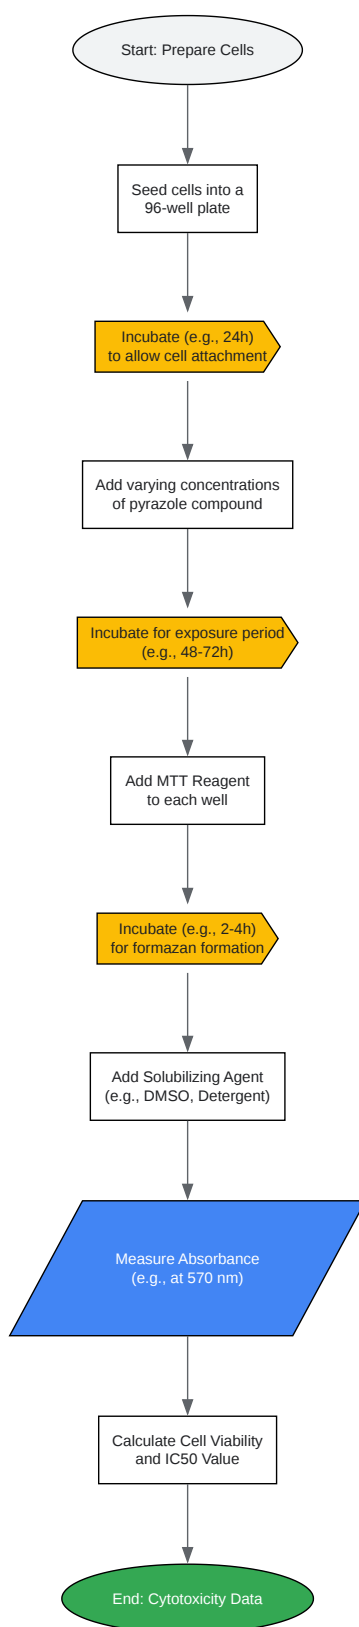 Start: Prepare Cells
Seed cells into a
96-well plate
Incubate (e.g., 24h)
to allow cell attachment
Add varying concentrations
of pyrazole compound
Incubate for exposure period
(e.g., 48-72h)
Add MTT Reagent
to each well
Incubate (e.g., 2-4h)
for formazan formation
Add Solubilizing Agent
(e.g., DMSO, Detergent)
Measure Absorbance
(e.g., at 570 nm)
Calculate Cell Viability
and IC50 Value
End: Cytotoxicity Data